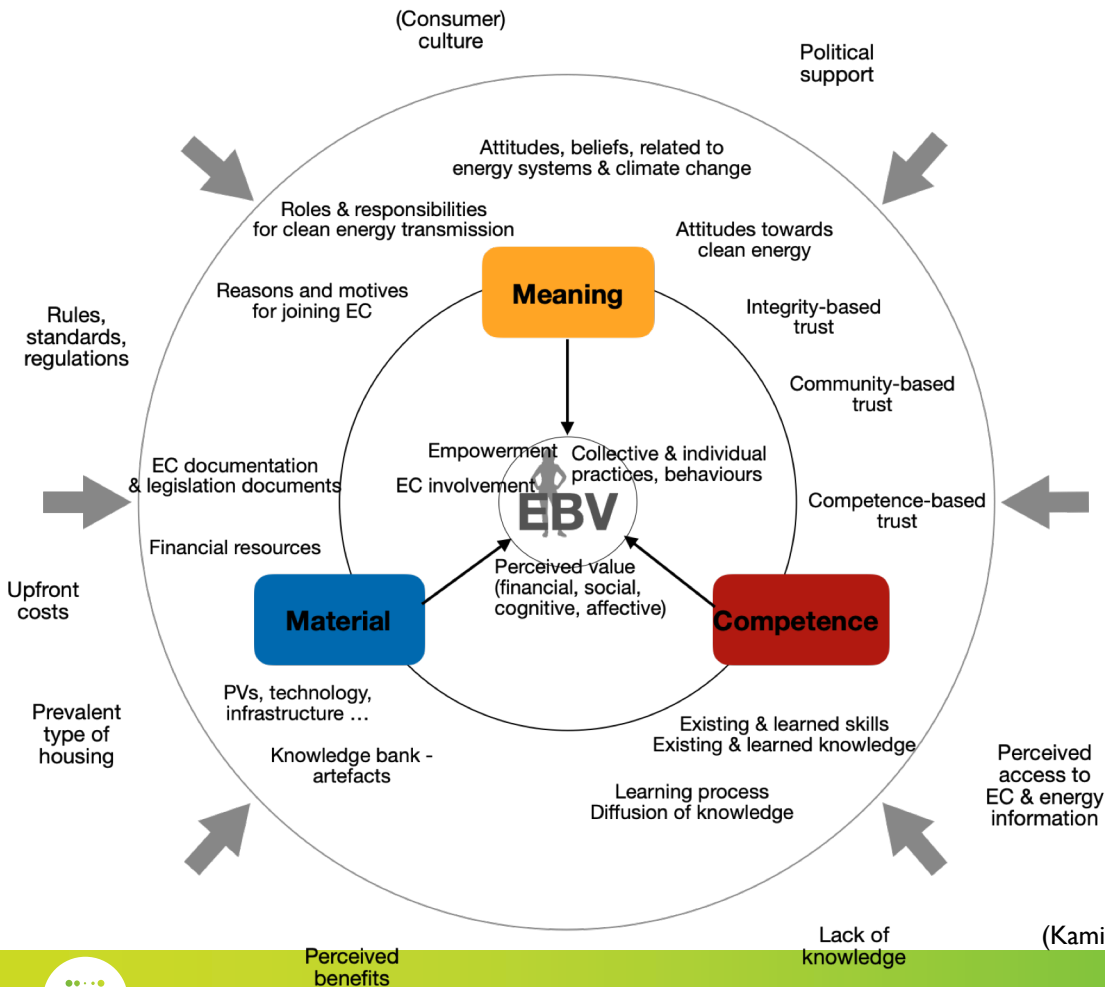 (Consumer)
culture
Political
support
Attitudes, beliefs, related to
energy systems & climate change
Roles & responsibilities
for clean energy transmission
Attitudes towards
clean energy
Meaning
Reasons and motives
for joining EC
Integrity-based
trust
Rules,
standards,
regulations
Community-based
trust
Empowerment
Collective & individual
practices, behaviours
EC documentation
& legislation documents
EC involvement
EBV
Competence-based
trust
Financial resources
Perceived value
(financial, social,
cognitive, affective)
Upfront
costs
Material
Competence
PVs, technology,
infrastructure ...
Prevalent
type of
housing
Existing & learned skills
Existing & learned knowledge
Knowledge bank -
artefacts
Perceived
access to
EC & energy
information
Learning process
Diffusion of knowledge
Lack of
knowledge
(Kami
Perceived
benefits